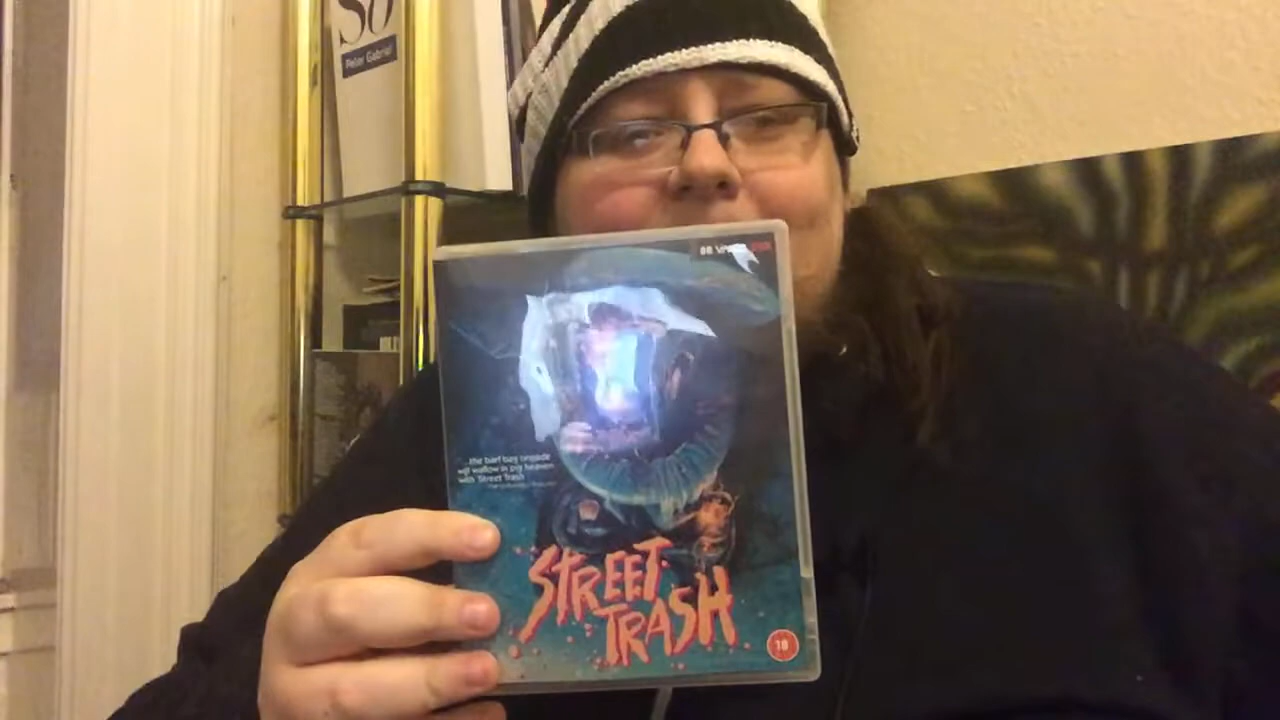 So
Peter Gabriel
88
...the barf bag brigade
will wallow in pig heaven
with 'Street Trash'
STREET
TRASH
18